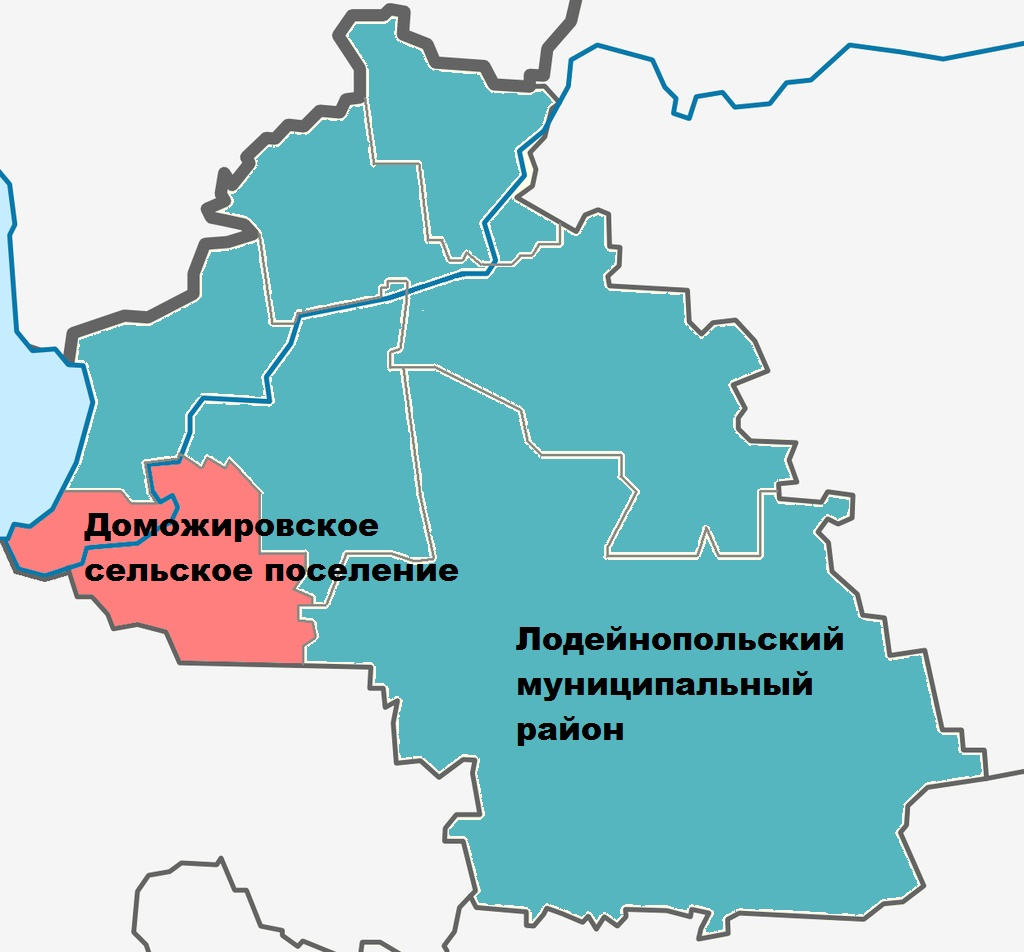 Доможировское
сельское поселение
Лодейнопольский
муниципальный
район